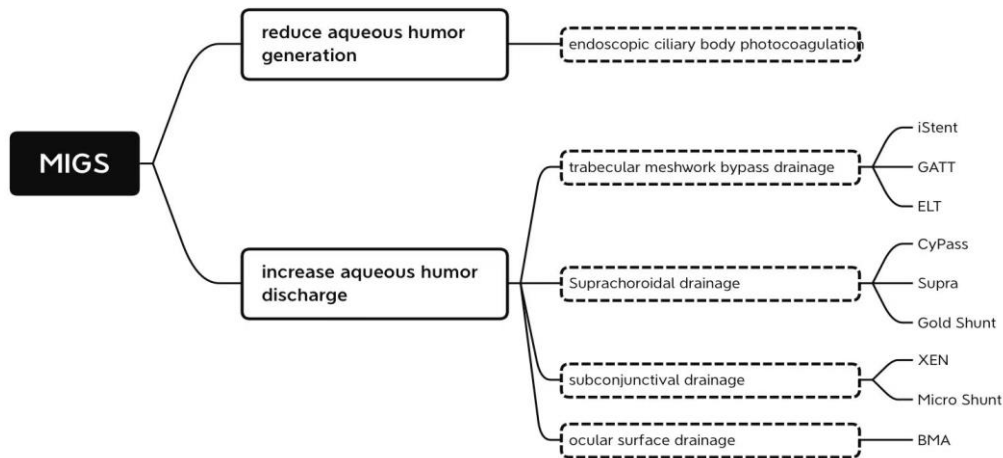 MIGS
reduce aqueous humor
generation
endoscopic ciliary body photocoagulation
increase aqueous humor
discharge
trabecular meshwork bypass drainage
iStent
GATT
ELT
Suprachoroidal drainage
CyPass
Supra
Gold Shunt
subconjunctival drainage
XEN
Micro Shunt
ocular surface drainage
BMA